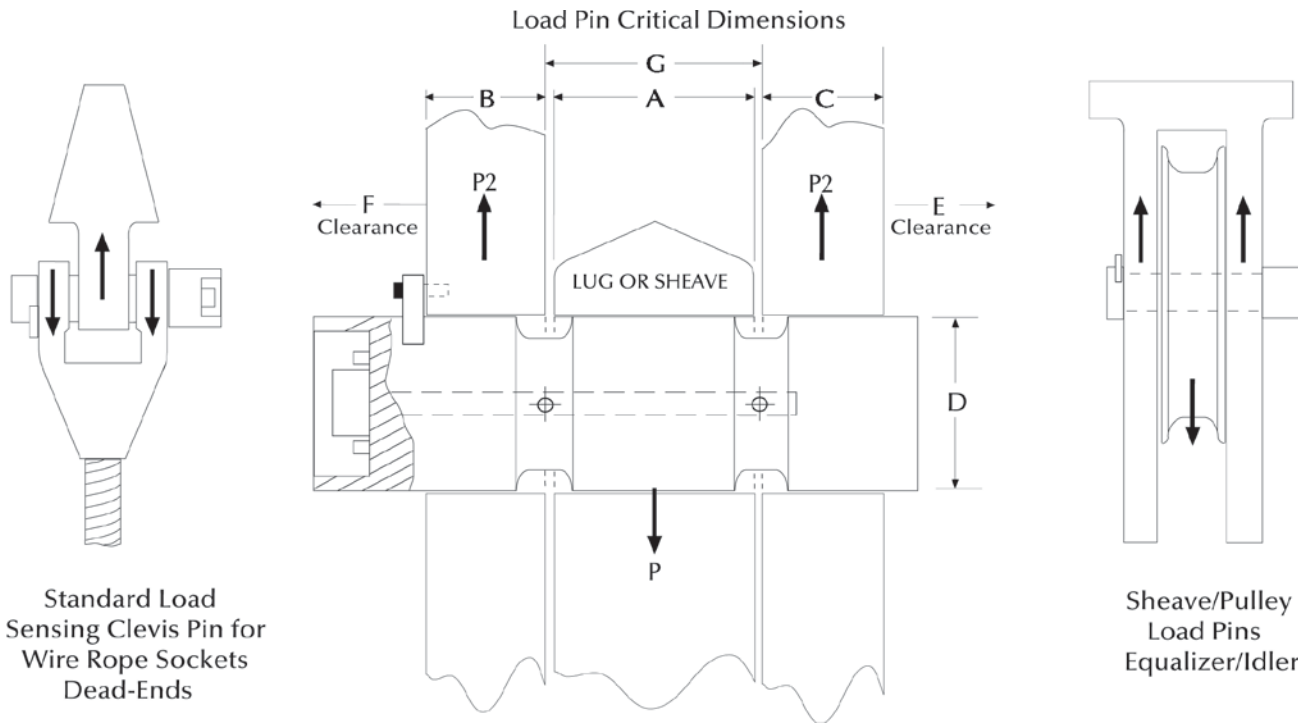 Load Pin Critical Dimensions
G
B
A
C
P2
P2
F
Clearance
E
Clearance
LUG OR SHEAVE
D
P
Standard Load
Sensing Clevis Pin for
Wire Rope Sockets
Dead-Ends
Sheave/Pulley
Load Pins
Equalizer/Idler